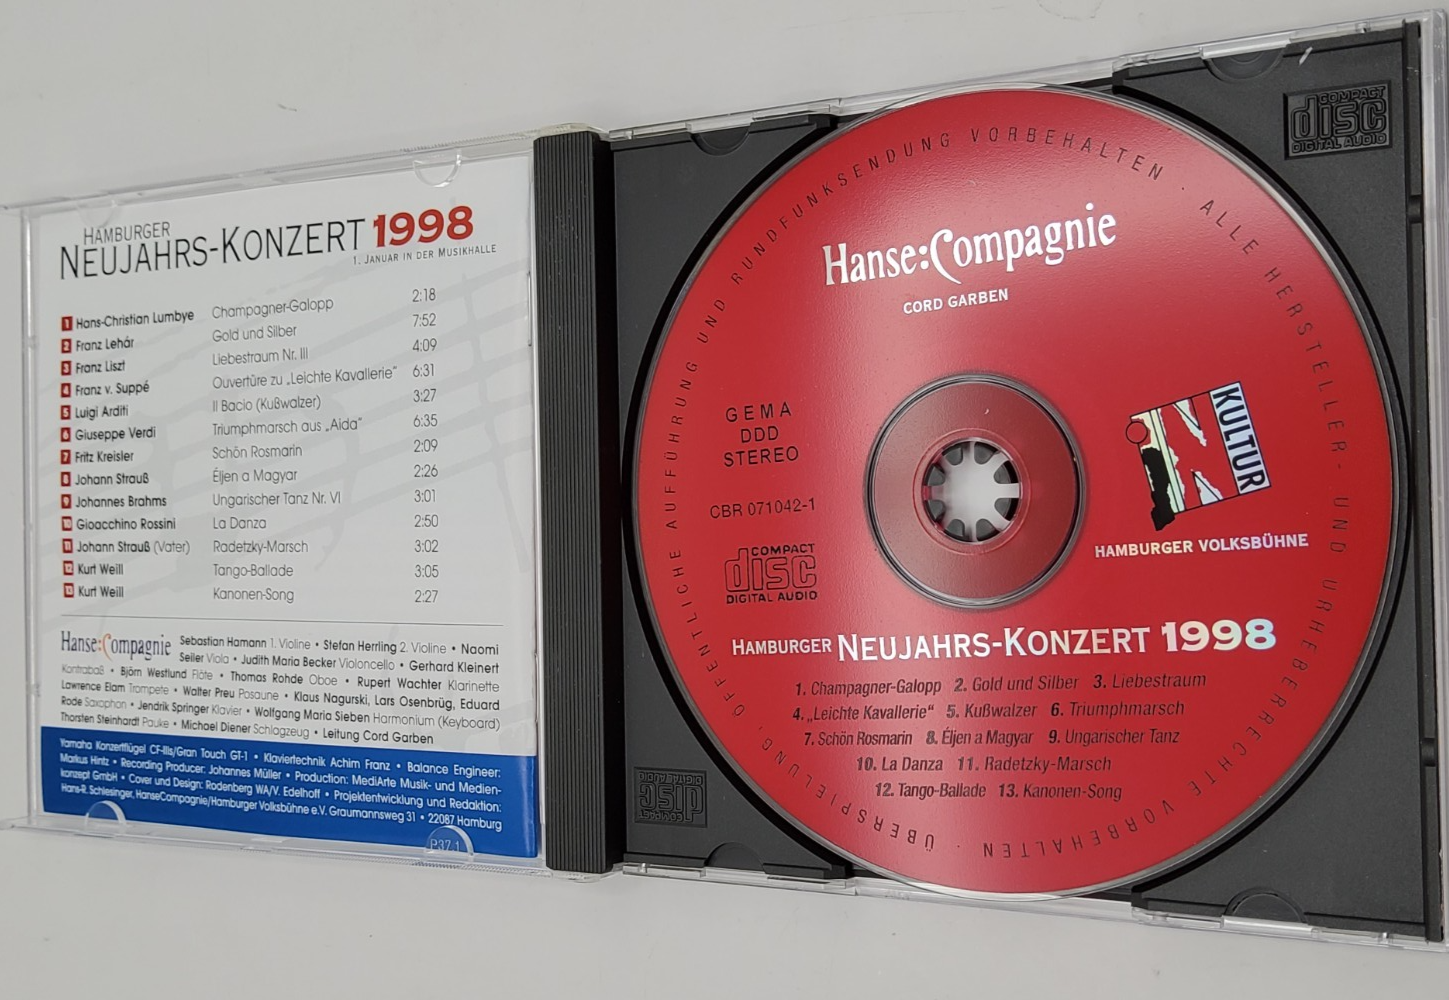 HAMBURGER
NEUJAHRS-KONZERT 1998
1. JANUAR IN DER MUSIKHALLE
1 Hans-Christian Lumbye Champagner-Galopp 2:18
2 Franz Lehár Gold und Silber 7:52
3 Franz Liszt Liebestraum Nr. III 4:09
4 Franz v. Suppé Ouvertüre zu „Leichte Kavallerie“ 6:31
5 Luigi Arditi Il Bacio (Kußwalzer) 3:27
6 Giuseppe Verdi Triumphmarsch aus „Aida“ 6:35
7 Fritz Kreisler Schön Rosmarin 2:09
8 Johann Strauß Éljen a Magyar 2:26
9 Johannes Brahms Ungarischer Tanz Nr. VI 3:01
10 Gioacchino Rossini La Danza 2:50
11 Johann Strauß (Vater) Radetzky-Marsch 3:02
12 Kurt Weill Tango-Ballade 3:05
13 Kurt Weill Kanonen-Song 2:27
Hanse:Compagnie Sebastian Hamann 1. Violine • Stefan Herrling 2. Violine • Naomi
Seiler Viola • Judith Maria Becker Violoncello • Gerhard Kleinert
Kontrabaß • Björn Westlund Flöte • Thomas Rohde Oboe • Rupert Wachter Klarinette
Lawrence Elam Trompete • Walter Preu Posaune • Klaus Nagurski, Lars Osenbrüg, Eduard
Rode Saxophon • Jendrik Springer Klavier • Wolfgang Maria Sieben Harmonium (Keyboard)
Thorsten Steinhardt Pauke • Michael Diener Schlagzeug • Leitung Cord Garben
Yamaha Konzertflügel CF-IIIs/Gran Touch GT-1 • Klaviertechnik Achim Franz • Balance Engineer:
Markus Hintz • Recording Producer: Johannes Müller • Production: MediArte Musik- und Medien-
konzept GmbH • Cover und Design: Rodenberg WA/V. Edelhoff • Projektentwicklung und Redaktion:
Hans-R. Schlesinger, HanseCompagnie/Hamburger Volksbühne e.V. Graumannsweg 31 • 22087 Hamburg
P37 1
COMPACT
disc
DIGITAL AUDIO
ALLE HERSTELLER- UND URHEBERRECHTE VORBEHALTEN · ÜBERSPIELUNG, ÖFFENTLICHE AUFFÜHRUNG UND RUNDFUNKSENDUNG VORBEHALTEN ·
Hanse:Compagnie
CORD GARBEN
GEMA
DDD
STEREO
CBR 071042-1
COMPACT
disc
DIGITAL AUDIO
KULTUR
HAMBURGER VOLKSBÜHNE
HAMBURGER NEUJAHRS-KONZERT 1998
1. Champagner-Galopp 2. Gold und Silber 3. Liebestraum
4. „Leichte Kavallerie“ 5. Kußwalzer 6. Triumphmarsch
7. Schön Rosmarin 8. Éljen a Magyar 9. Ungarischer Tanz
10. La Danza 11. Radetzky-Marsch
12. Tango-Ballade 13. Kanonen-Song
COMPACT
disc
DIGITAL AUDIO